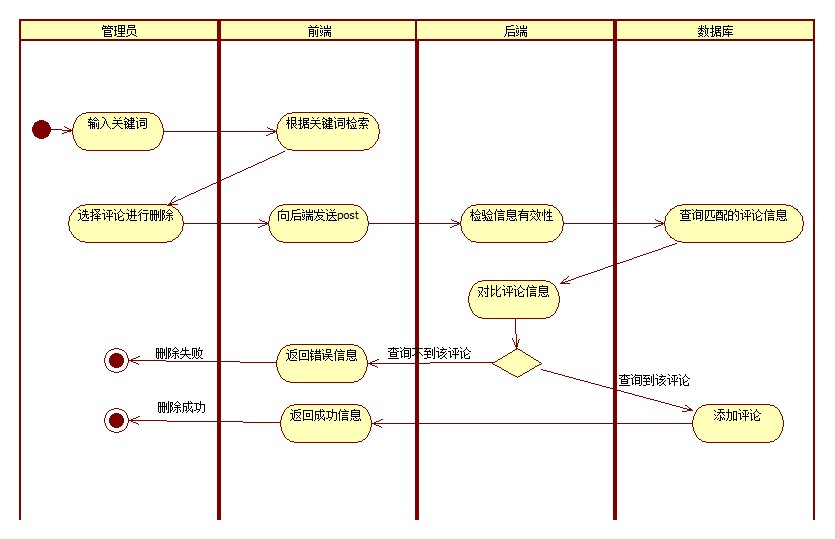 管理员
前端
后端
数据库
输入关键词
根据关键词检索
选择评论进行删除
向后端发送post
检验信息有效性
查询匹配的评论信息
对比评论信息
删除失败
返回错误信息
查询不到该评论
查询到该评论
删除成功
返回成功信息
添加评论